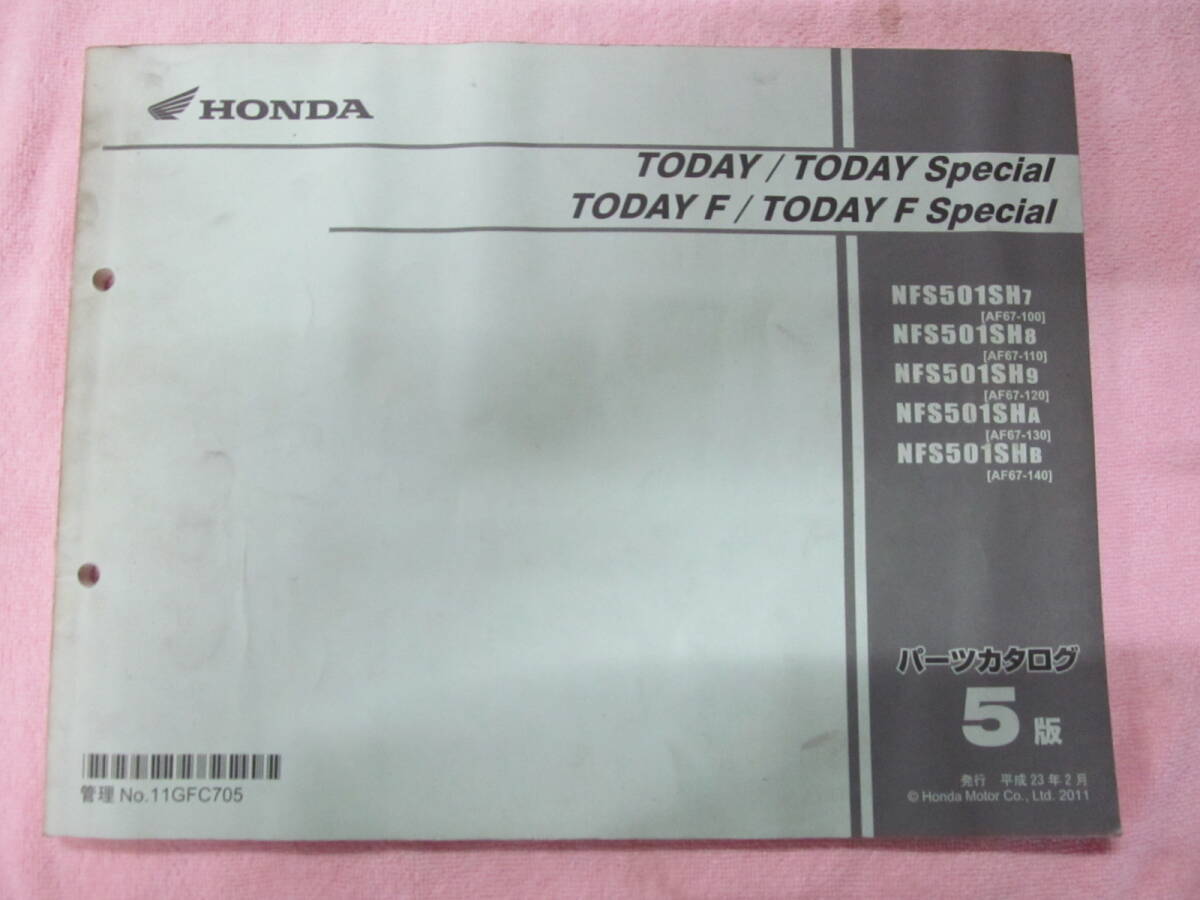 HONDA
TODAY / TODAY Special
TODAY F / TODAY F Special
NFS501SH7
[AF67-100]
NFS501SH8
[AF67-110]
NFS501SH9
[AF67-120]
NFS501SHA
[AF67-130]
NFS501SHB
[AF67-140]
パーツカタログ
5版
発行 平成23年2月
© Honda Motor Co., Ltd. 2011
管理 No.11GFC705